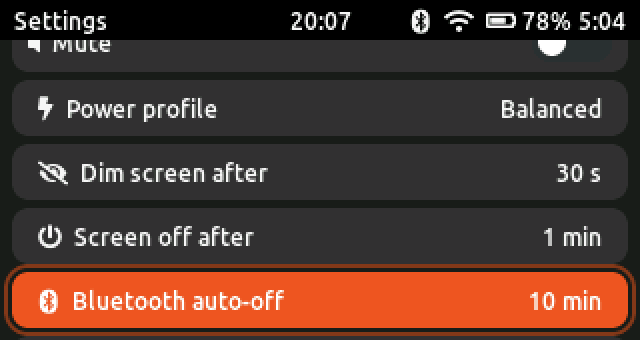 Settings 20:07 78% 5:04
Mute
Power profile Balanced
Dim screen after 30 s
Screen off after 1 min
Bluetooth auto-off 10 min